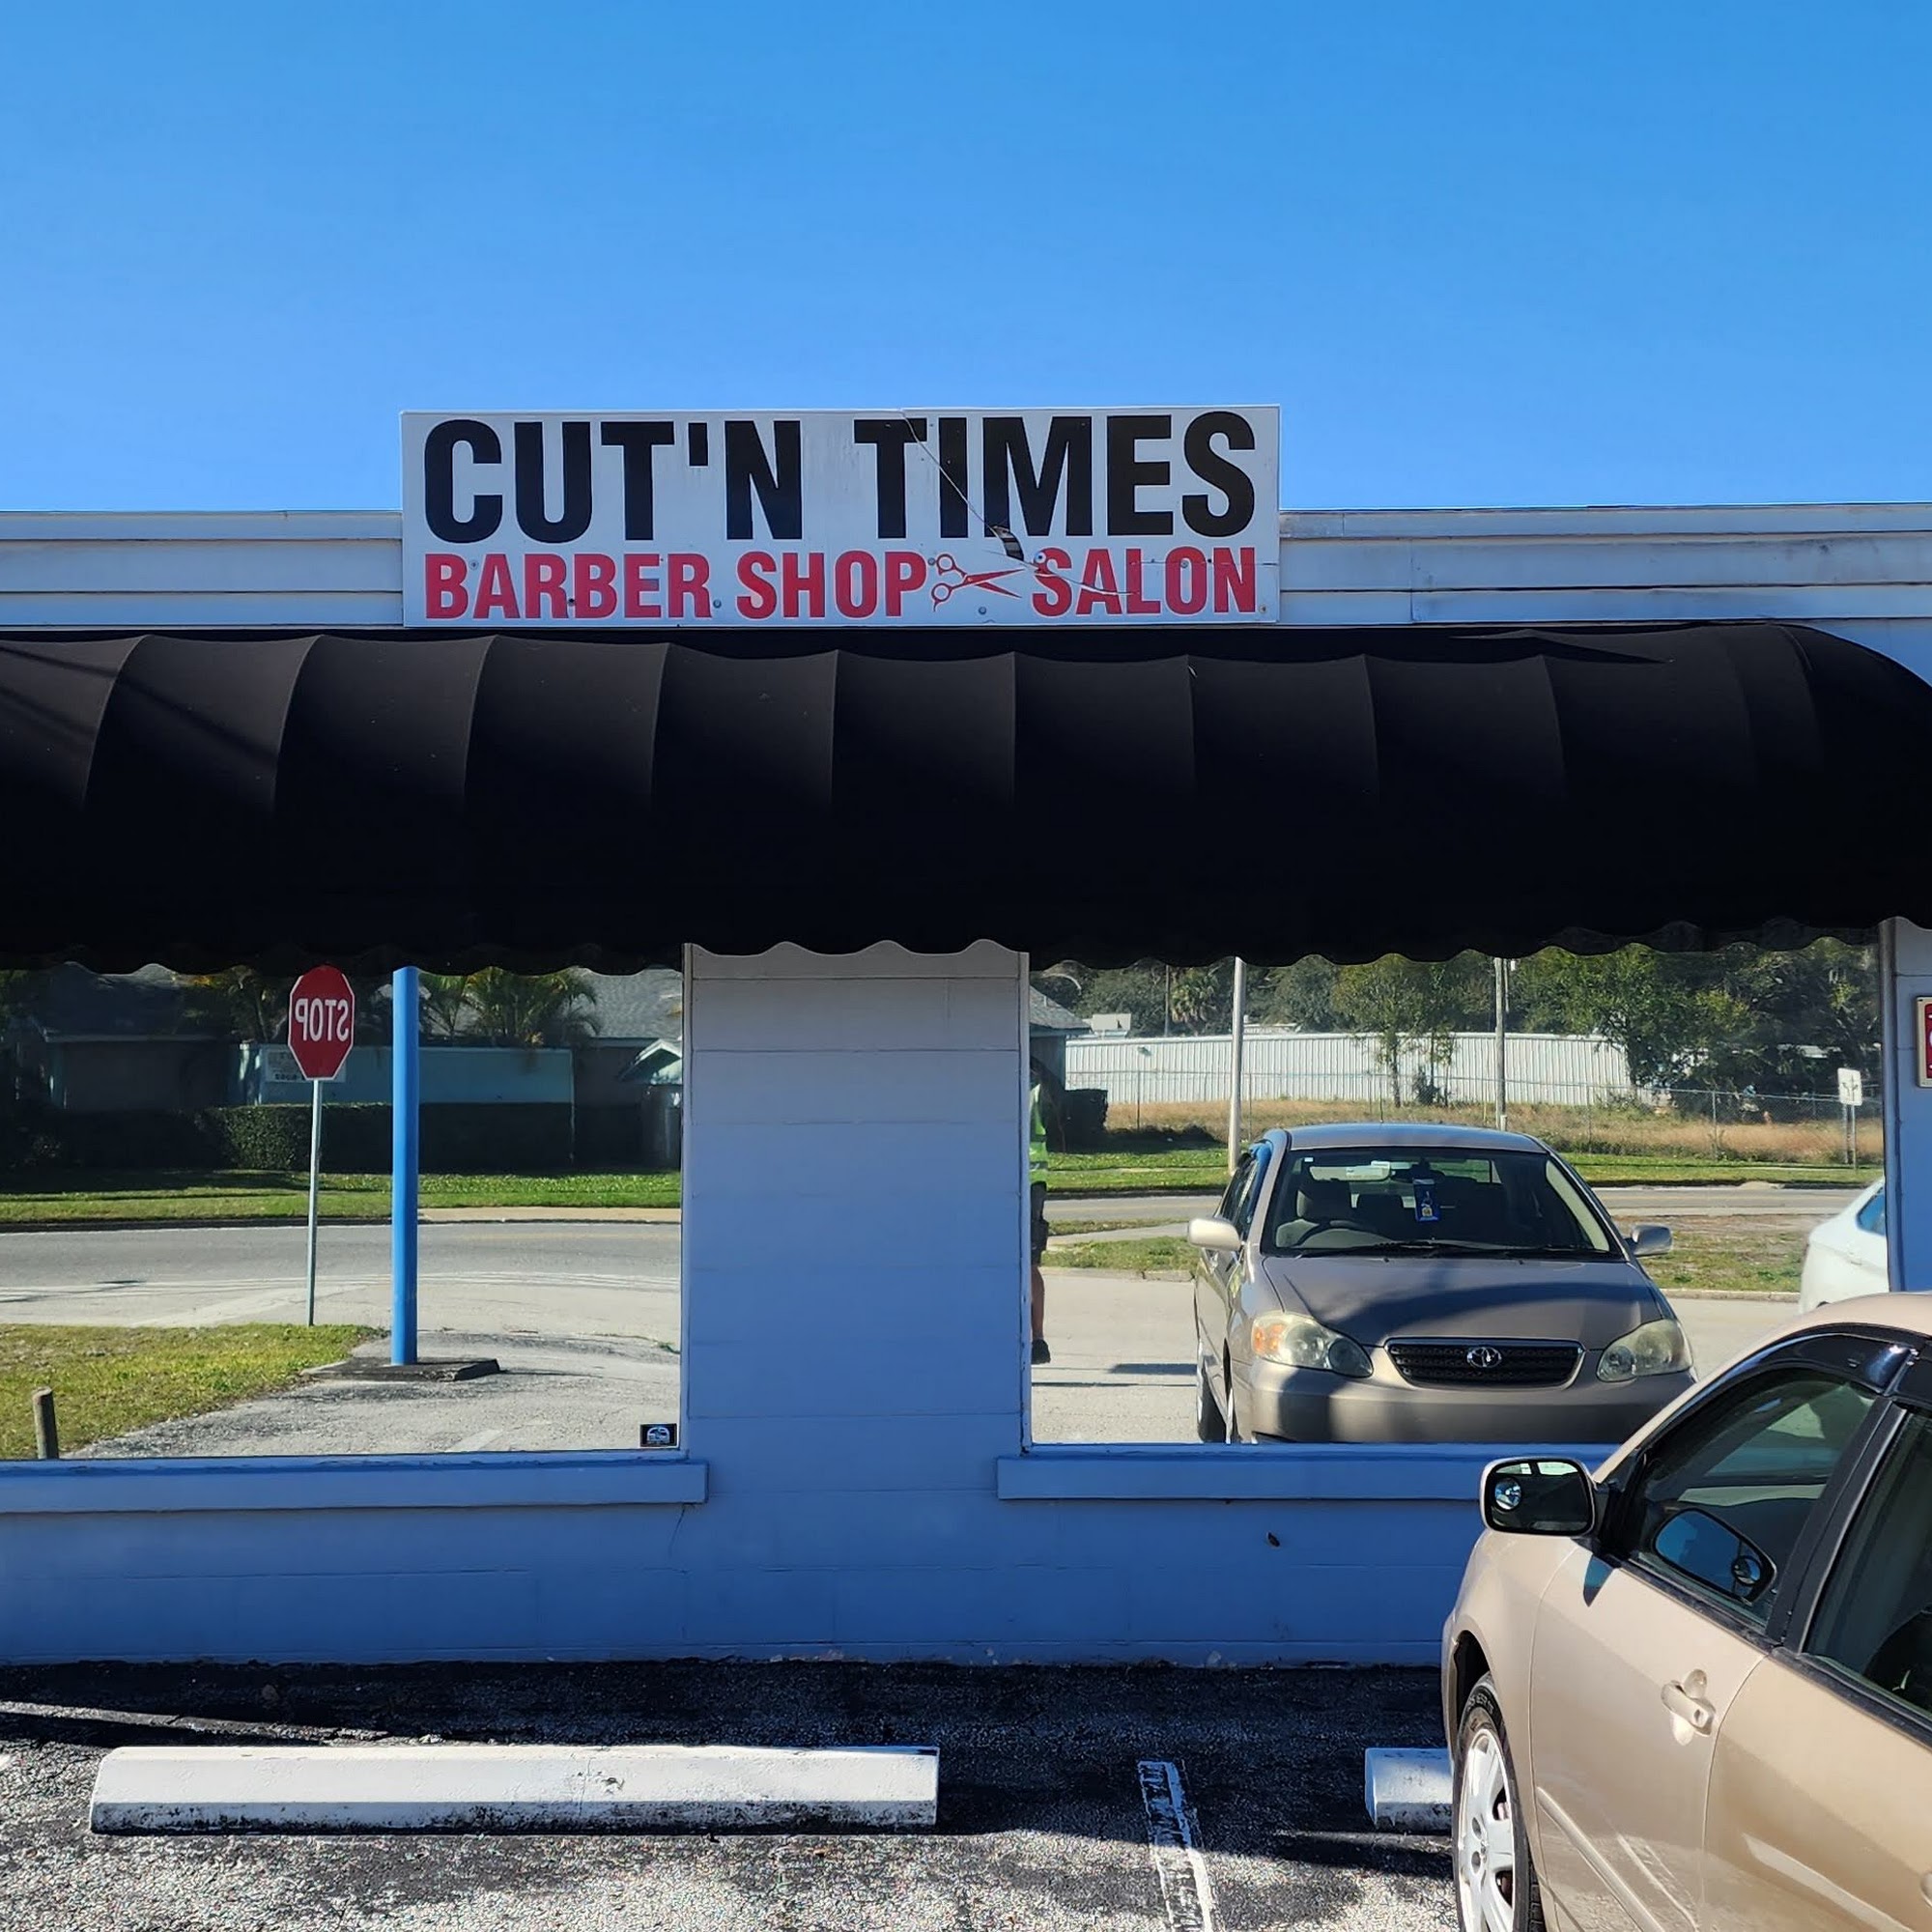 CUT'N TIMES
BARBER SHOP SALON
STOP